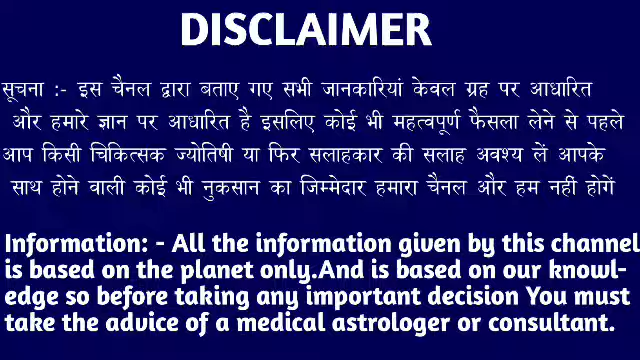 DISCLAIMER
सूचना :- इस चैनल द्वारा बताए गए सभी जानकारियां केवल ग्रह पर आधारित
और हमारे ज्ञान पर आधारित है इसलिए कोई भी महत्वपूर्ण फैसला लेने से पहले
आप किसी चिकित्सक ज्योतिषी या फिर सलाहकार की सलाह अवश्य लें आपके
साथ होने वाली कोई भी नुकसान का जिम्मेदार हमारा चैनल और हम नहीं होगें
Information: - All the information given by this channel
is based on the planet only.And is based on our knowl-
edge so before taking any important decision You must
take the advice of a medical astrologer or consultant.